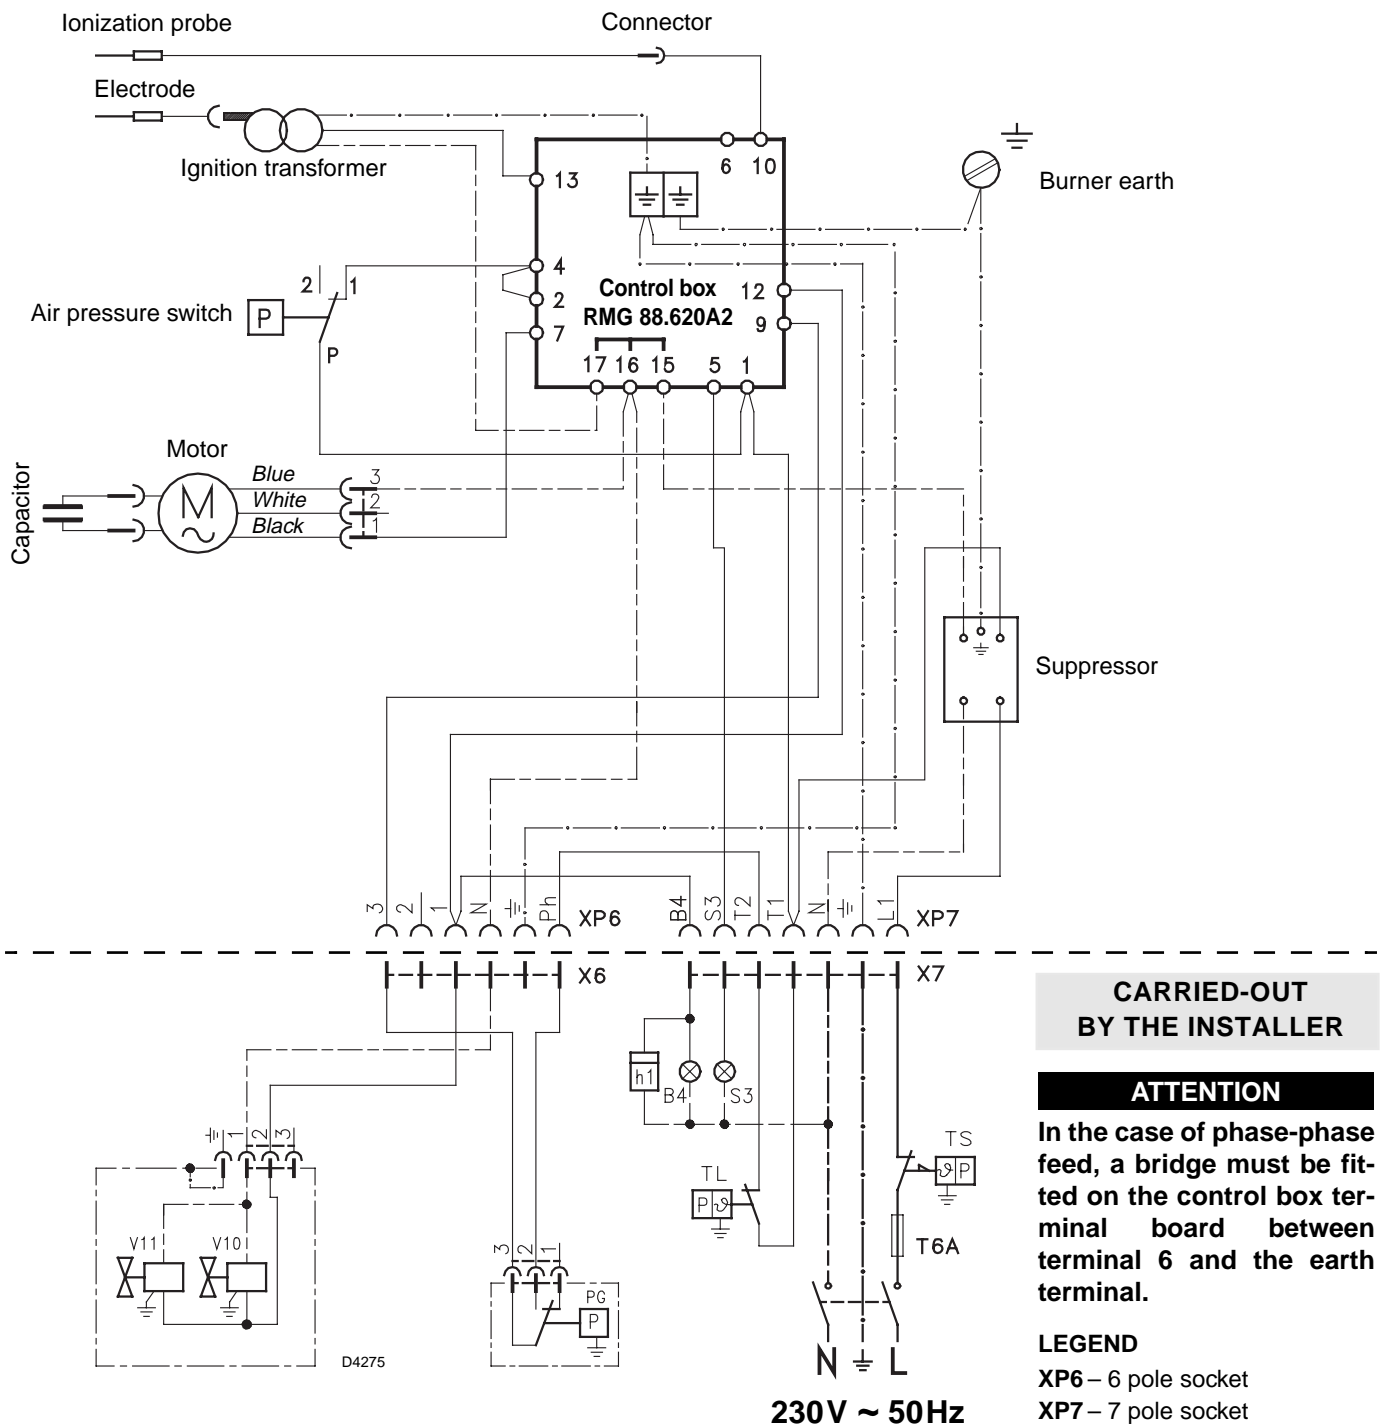 Ionization probe
Connector
Electrode
Ignition transformer
6 10
13
Burner earth
2 1
4
Air pressure switch
P
2
Control box
RMG 88.620A2
12
9
7
P
17 16 15 5 1
Motor
Capacitor
M
Blue
White
Black
3
2
1
Suppressor
3 2 1 N Ph XP6
B4 S3 T2 T1 N L1 XP7
X6
X7
CARRIED-OUT
BY THE INSTALLER
h1
B4
S3
ATTENTION
In the case of phase-phase
feed, a bridge must be fit-
ted on the control box ter-
minal board between
terminal 6 and the earth
terminal.
1 2 3
TS
ϑ P
TL
P ϑ
T6A
V11
V10
3 2 1
PG
P
D4275
N L
230V ~ 50Hz
LEGEND
XP6 – 6 pole socket
XP7 – 7 pole socket